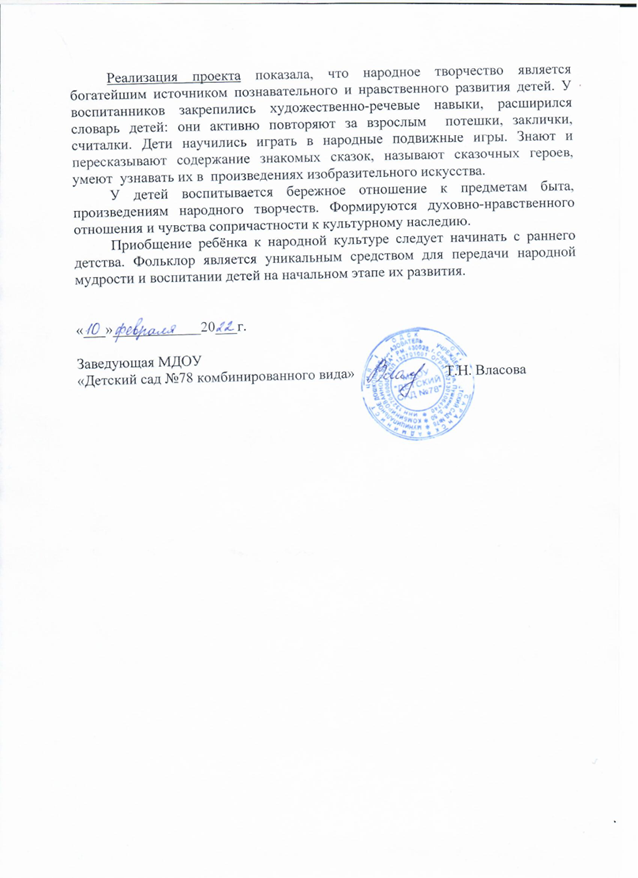 Реализация проекта показала, что народное творчество является
богатейшим источником познавательного и нравственного развития детей. У
воспитанников закрепились художественно-речевые навыки, расширился
словарь детей: они активно повторяют за взрослым потешки, заклички,
считалки. Дети научились играть в народные подвижные игры. Знают и
пересказывают содержание знакомых сказок, называют сказочных героев,
умеют узнавать их в произведениях изобразительного искусства.
У детей воспитывается бережное отношение к предметам быта,
произведениям народного творчеств. Формируются духовно-нравственного
отношения и чувства сопричастности к культурному наследию.
Приобщение ребёнка к народной культуре следует начинать с раннего
детства. Фольклор является уникальным средством для передачи народной
мудрости и воспитании детей на начальном этапе их развития.
«10» февраля 2022 г.
Заведующая МДОУ
«Детский сад №78 комбинированного вида» Т.Н. Власова
МДОУ
"ДЕТСКИЙ
САД №78"